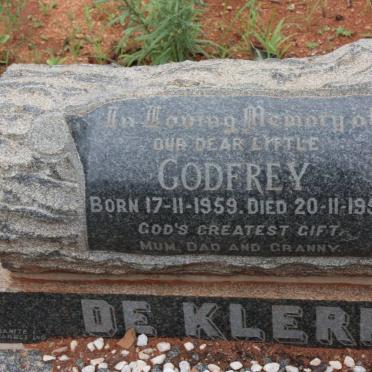 In Loving Memory of
OUR DEAR LITTLE
GODFREY
BORN 17-11-1959. DIED 20-11-195
GOD'S GREATEST GIFT
MUM, DAD AND GRANNY.
DE KLER